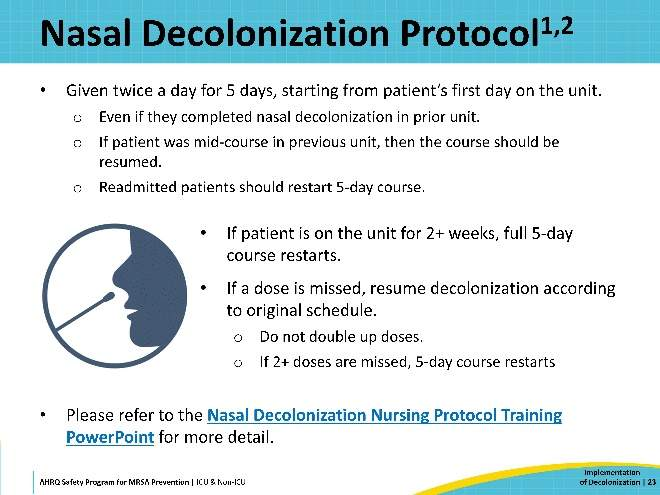 Nasal Decolonization Protocol1,2
• Given twice a day for 5 days, starting from patient's first day on the unit.
o Even if they completed nasal decolonization in prior unit.
o If patient was mid-course in previous unit, then the course should be
resumed.
o Readmitted patients should restart 5-day course.
• If patient is on the unit for 2+ weeks, full 5-day
course restarts.
• If a dose is missed, resume decolonization according
to original schedule.
o Do not double up doses.
o If 2+ doses are missed, 5-day course restarts
• Please refer to the Nasal Decolonization Nursing Protocol Training
PowerPoint for more detail.
AHRQ Safety Program for MRSA Prevention | ICU & Non-ICU
Implementation
of Decolonization | 23